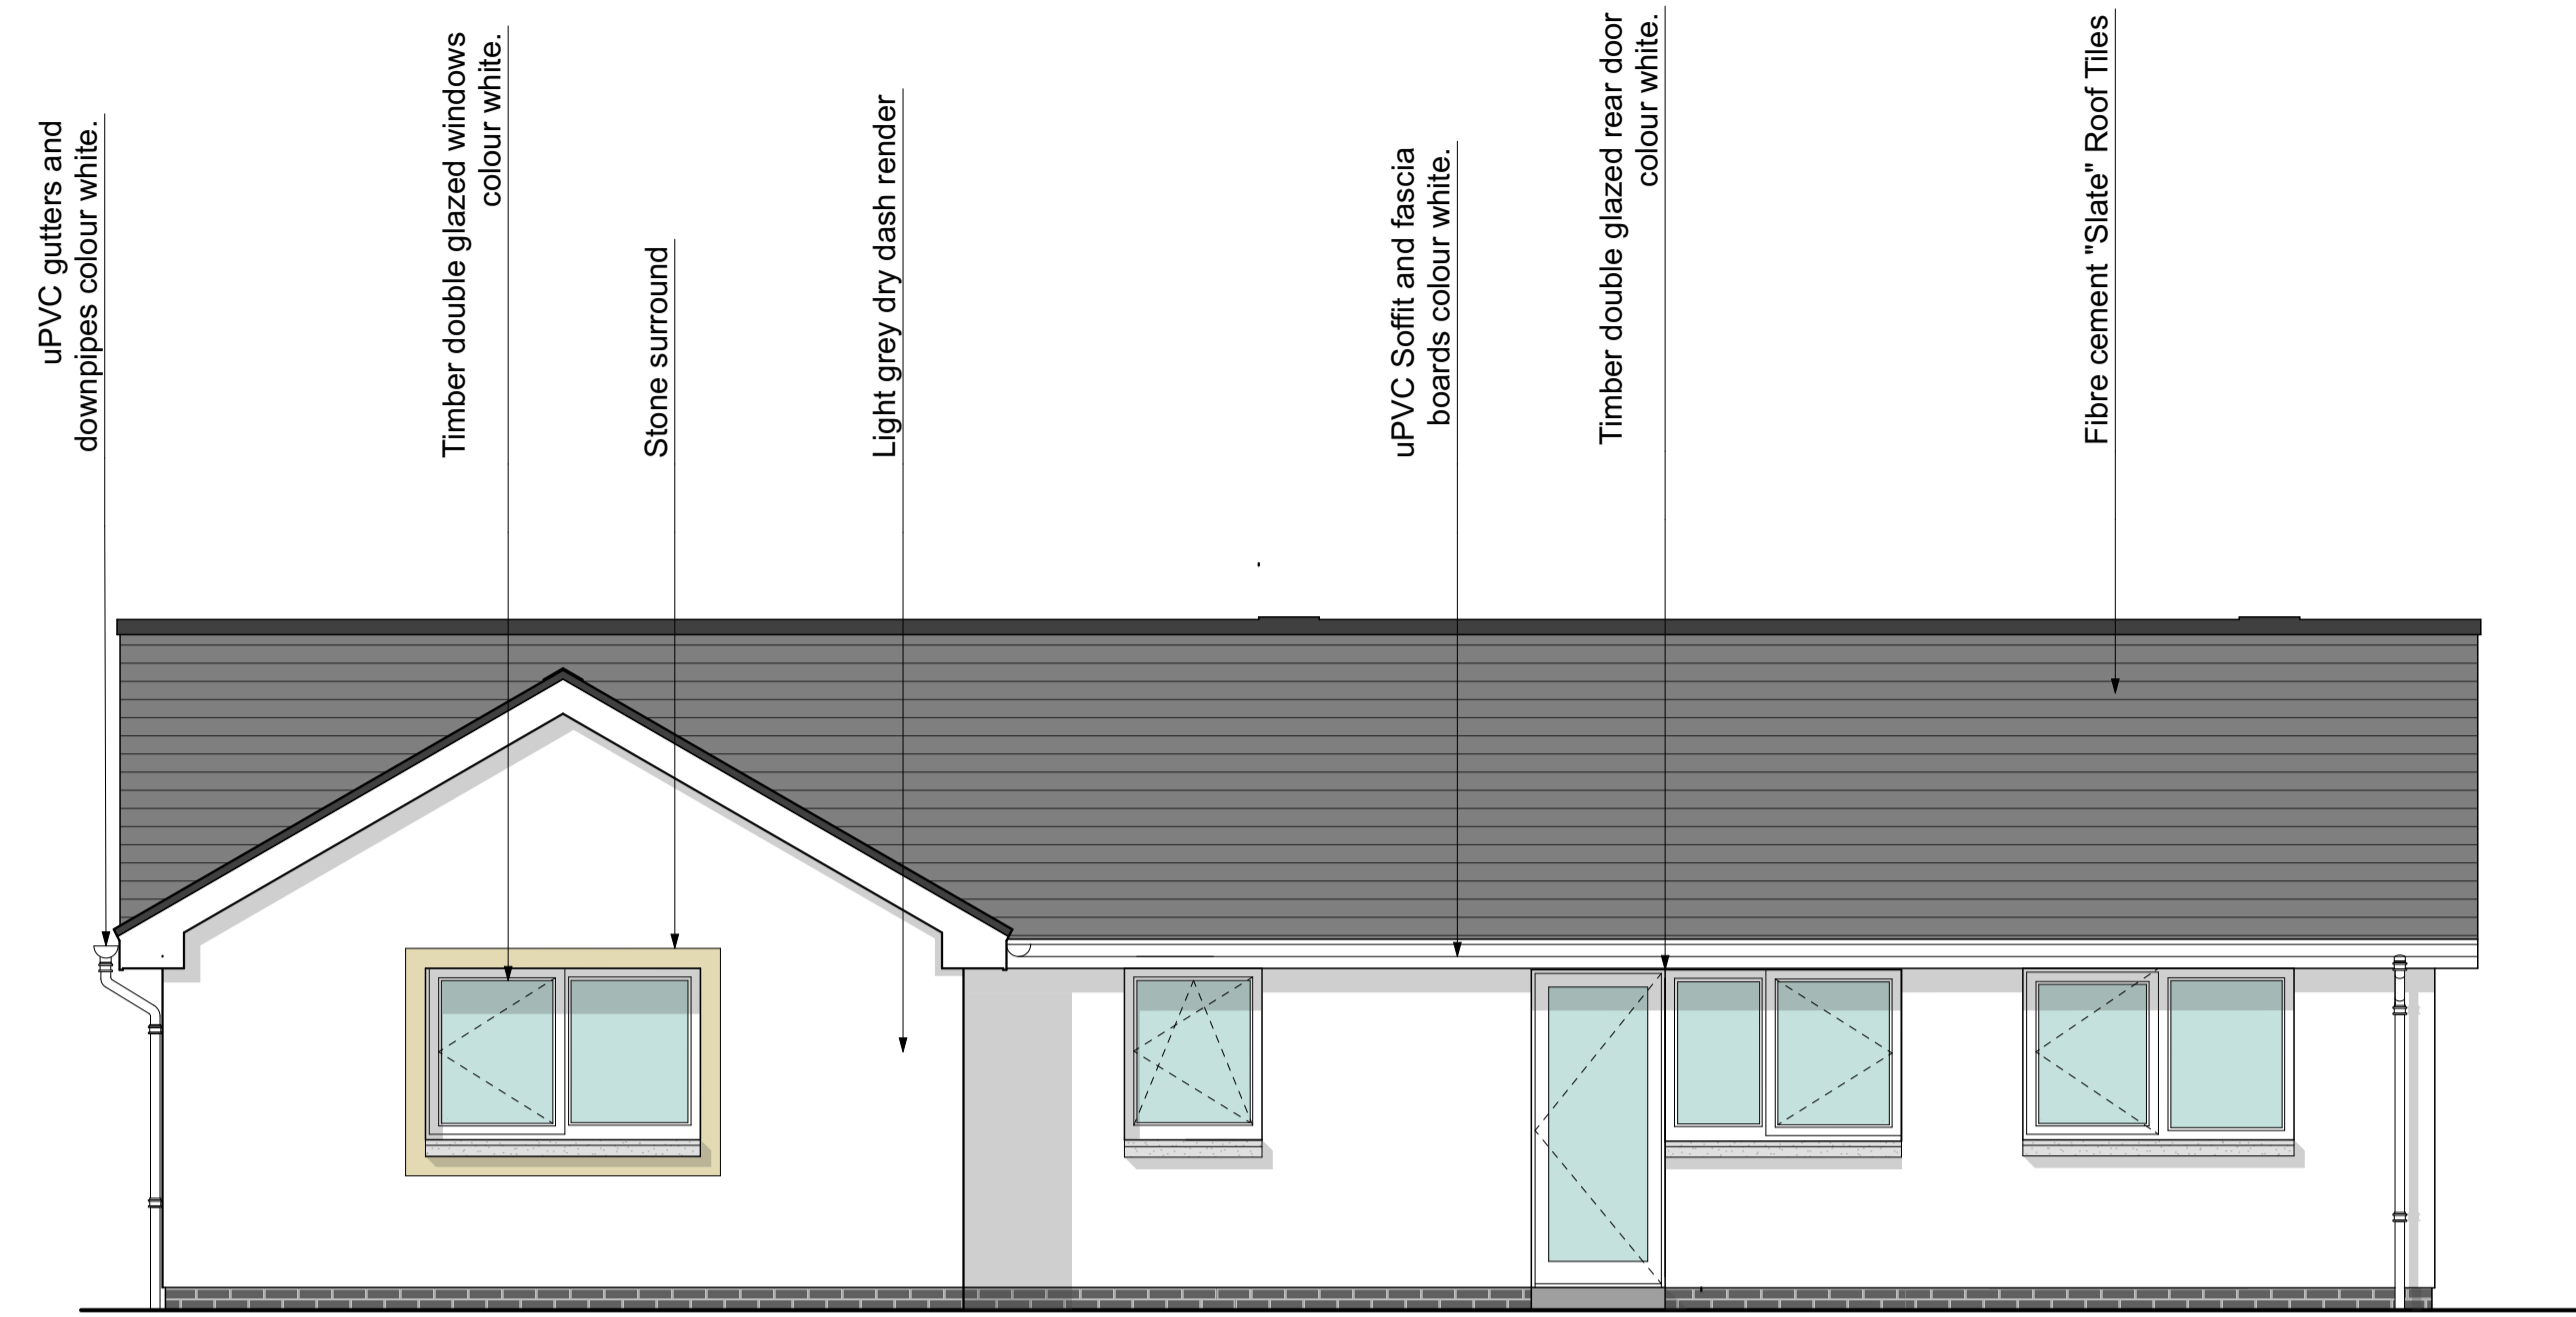 uPVC gutters and
downpipes colour white.
Timber double glazed windows
colour white.
Stone surround
Light grey dry dash render
uPVC Soffit and fascia
boards colour white.
Timber double glazed rear door
colour white.
Fibre cement "Slate" Roof Tiles